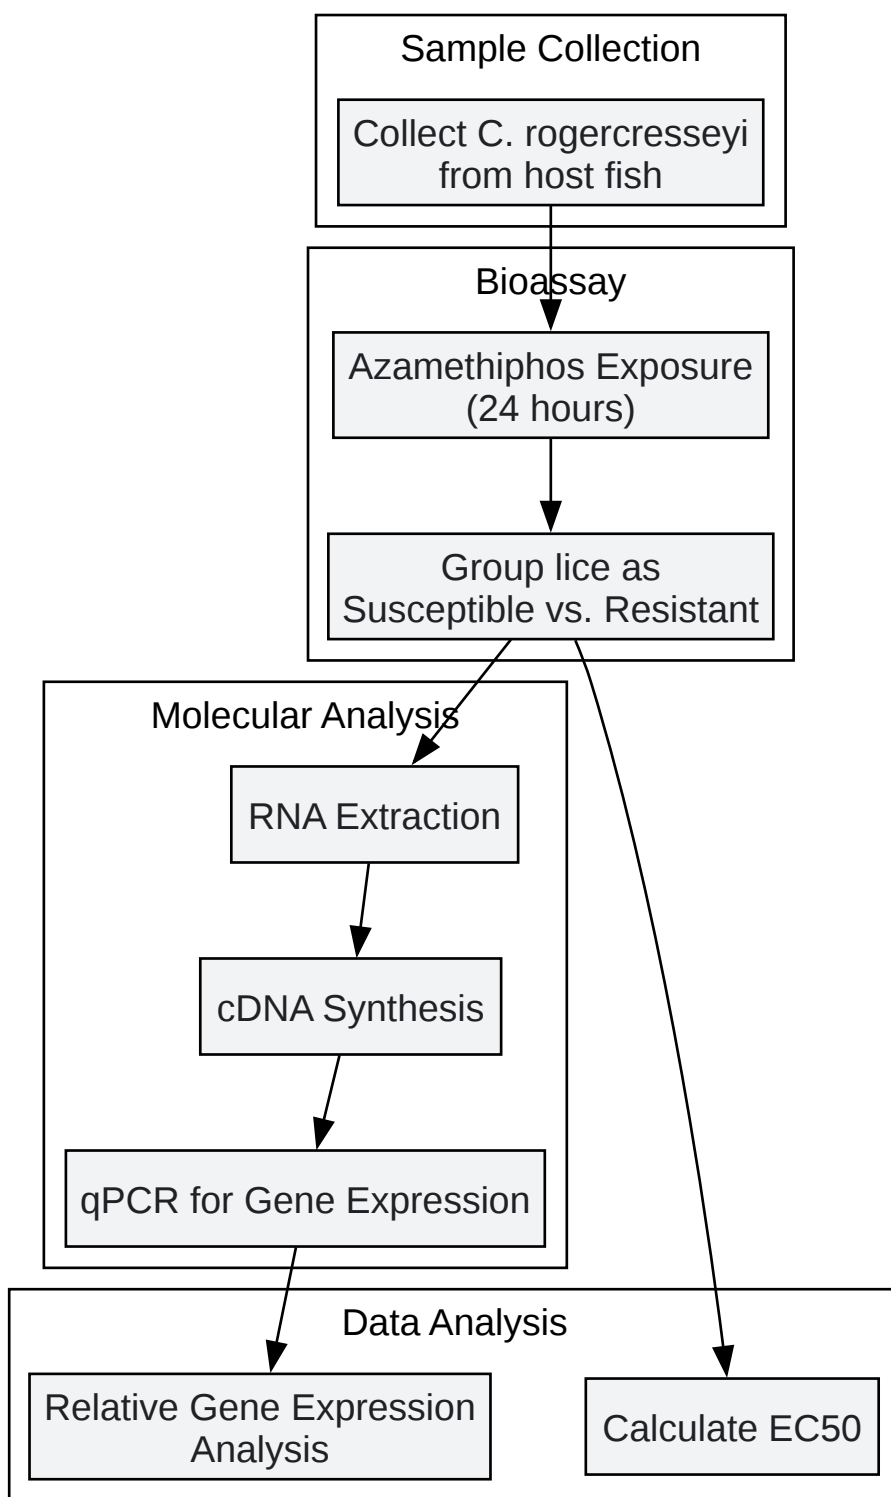 Sample Collection
Collect C. rogercresseyi
from host fish
Bioassay
Azamethiphos Exposure
(24 hours)
Group lice as
Susceptible vs. Resistant
Molecular Analysis
RNA Extraction
cDNA Synthesis
qPCR for Gene Expression
Data Analysis
Relative Gene Expression
Analysis
Calculate EC50